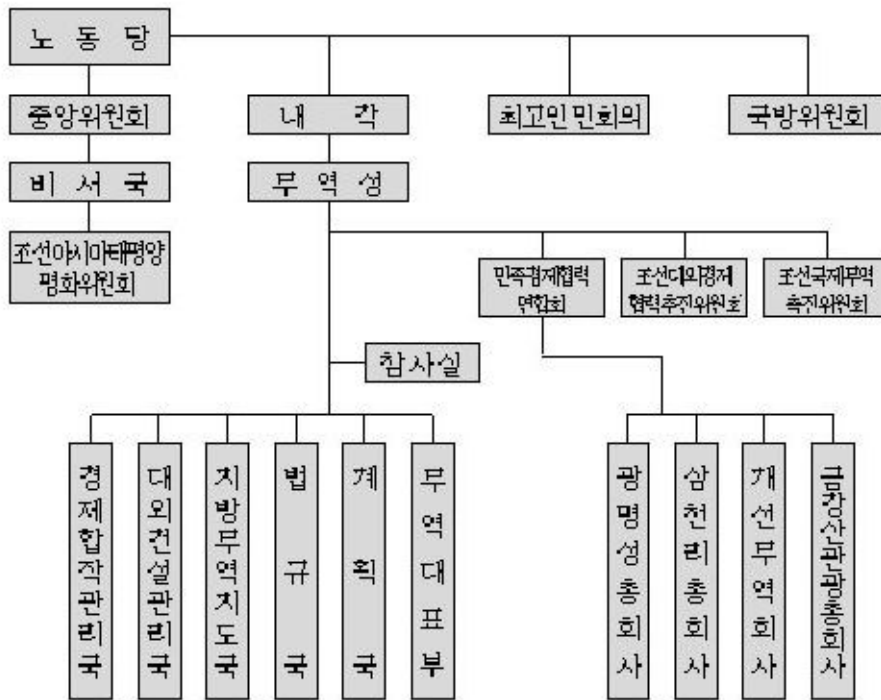 노 동 당
중앙위원회
내 각
최고인민회의
국방위원회
비 서 국
무 역 성
조선아시아태평양
평화위원회
민족경제협력
연합회
조선대외경제
협력추진위원회
조선국제무역
촉진위원회
참사실
경제합작관리국
대외건설관리국
지방무역지도국
법 규 국
계 획 국
무역대표부
광명성총회사
삼천리총회사
개선무역회사
금강산관광총회사